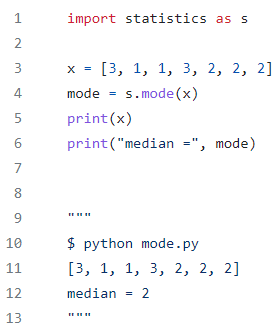 1 import statistics as s
2
3 x = [3, 1, 1, 3, 2, 2, 2]
4 mode = s.mode(x)
5 print(x)
6 print("median =", mode)
7
8
9 """
10 $ python mode.py
11 [3, 1, 1, 3, 2, 2, 2]
12 median = 2
13 """